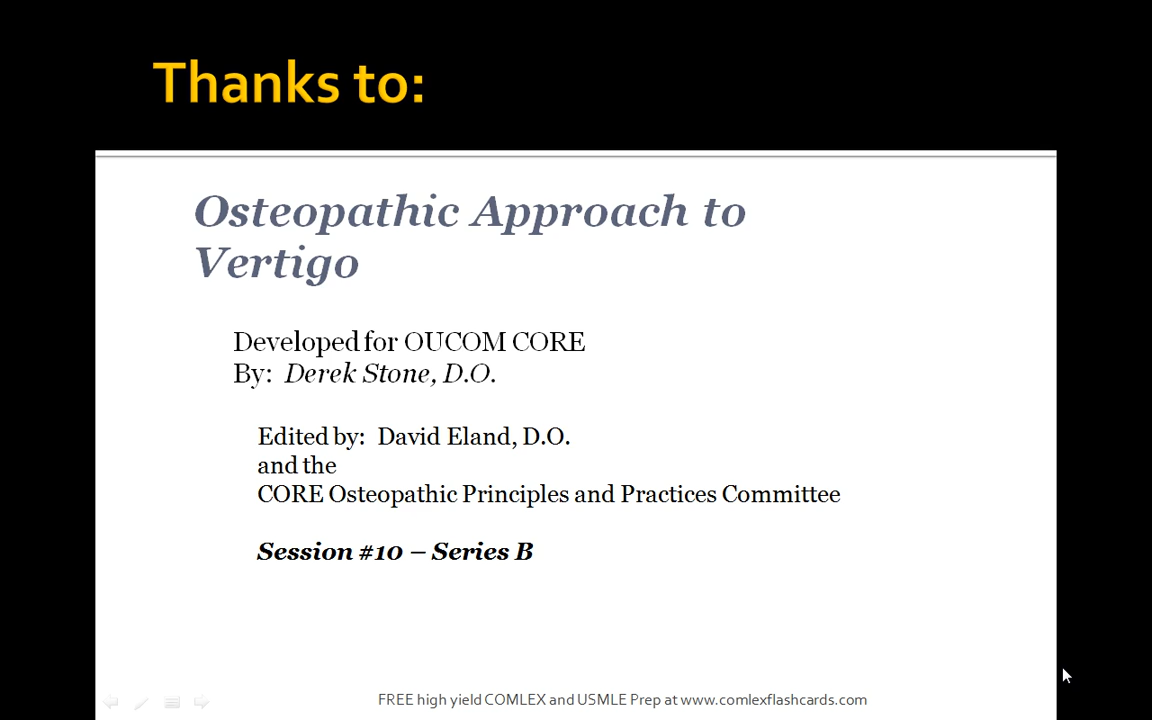 Thanks to:
Osteopathic Approach to
Vertigo
Developed for OUCOM CORE
By: Derek Stone, D.O.
Edited by: David Eland, D.O.
and the
CORE Osteopathic Principles and Practices Committee
Session #10 – Series B
FREE high yield COMLEX and USMLE Prep at www.comlexflashcards.com